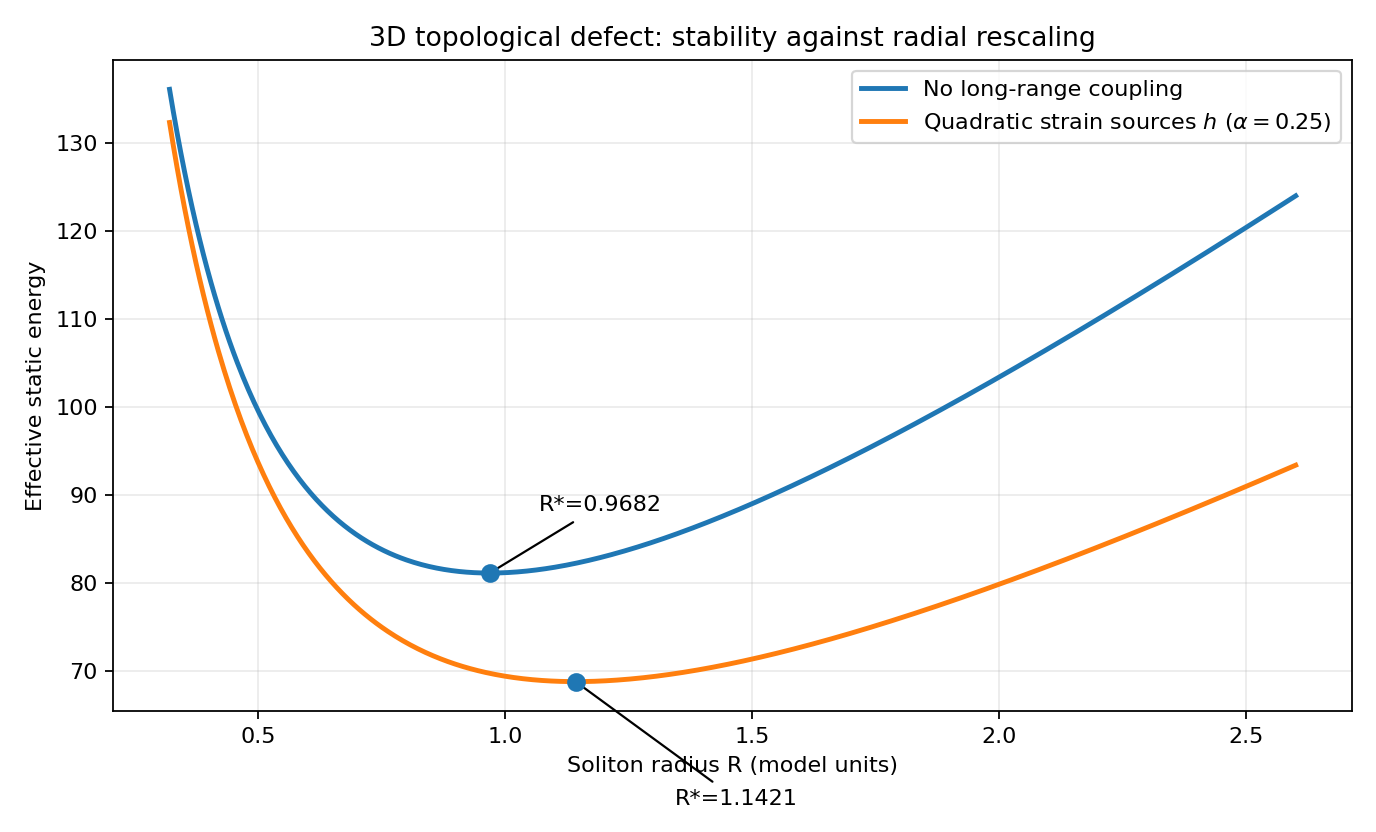 3D topological defect: stability against radial rescaling
No long-range coupling
Quadratic strain sources h (α = 0.25)
Effective static energy
130
120
110
100
90
80
70
R*=0.9682
0.5 1.0 1.5 2.0 2.5
Soliton radius R (model units)
R*=1.1421